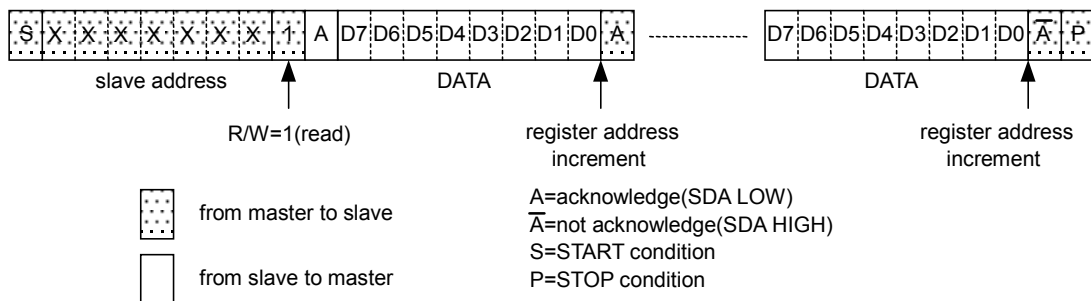 S X X X X X X X 1 A D7 D6 D5 D4 D3 D2 D1 D0 A D7 D6 D5 D4 D3 D2 D1 D0 A̅ P
slave address DATA DATA
R/W=1(read) register address increment register address increment
from master to slave
from slave to master
A=acknowledge(SDA LOW)
A̅=not acknowledge(SDA HIGH)
S=START condition
P=STOP condition